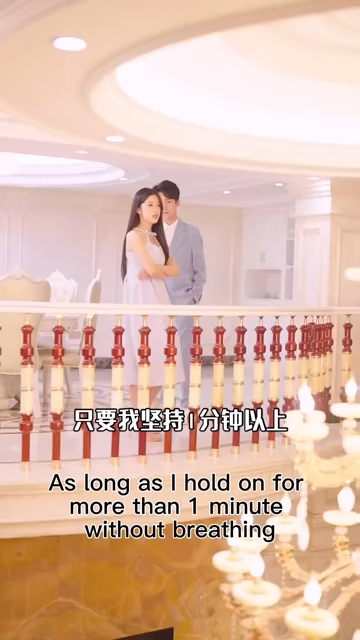 只要我坚持1分钟以上
As long as I hold on for
more than 1 minute
without breathing